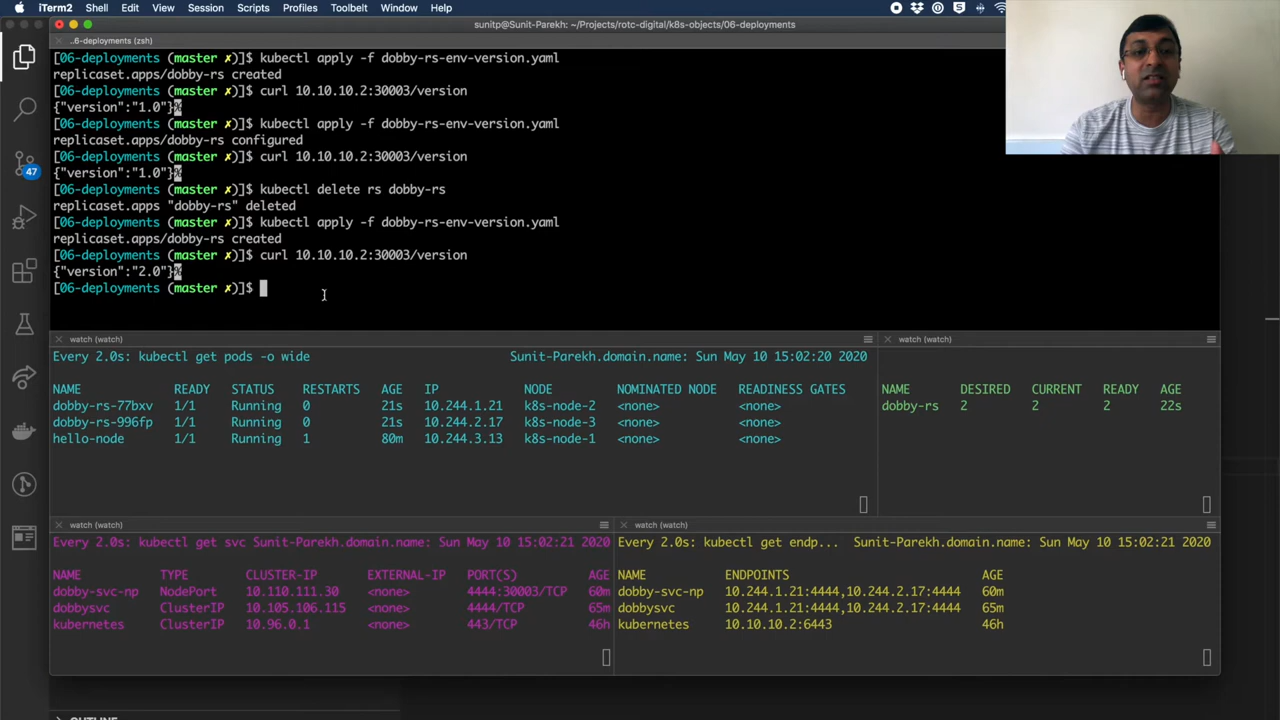 iTerm2 Shell Edit View Session Scripts Profiles Toolbelt Window Help
sunitp@Sunit-Parekh: ~/Projects/rotc-digital/k8s-objects/06-deployments
..6-deployments (zsh)
[06-deployments (master ✗)]$ kubectl apply -f dobby-rs-env-version.yaml
replicaset.apps/dobby-rs created
[06-deployments (master ✗)]$ curl 10.10.10.2:30003/version
{"version":"1.0"}%
[06-deployments (master ✗)]$ kubectl apply -f dobby-rs-env-version.yaml
replicaset.apps/dobby-rs configured
[06-deployments (master ✗)]$ curl 10.10.10.2:30003/version
{"version":"1.0"}%
[06-deployments (master ✗)]$ kubectl delete rs dobby-rs
replicaset.apps "dobby-rs" deleted
[06-deployments (master ✗)]$ kubectl apply -f dobby-rs-env-version.yaml
replicaset.apps/dobby-rs created
[06-deployments (master ✗)]$ curl 10.10.10.2:30003/version
{"version":"2.0"}%
[06-deployments (master ✗)]$
47
watch (watch)
Every 2.0s: kubectl get pods -o wide Sunit-Parekh.domain.name: Sun May 10 15:02:20 2020
NAME READY STATUS RESTARTS AGE IP NODE NOMINATED NODE READINESS GATES
dobby-rs-77bxv 1/1 Running 0 21s 10.244.1.21 k8s-node-2 <none> <none>
dobby-rs-996fp 1/1 Running 0 21s 10.244.2.17 k8s-node-3 <none> <none>
hello-node 1/1 Running 1 80m 10.244.3.13 k8s-node-1 <none> <none>
watch (watch)
NAME DESIRED CURRENT READY AGE
dobby-rs 2 2 2 22s
watch (watch)
Every 2.0s: kubectl get svc Sunit-Parekh.domain.name: Sun May 10 15:02:21 2020
NAME TYPE CLUSTER-IP EXTERNAL-IP PORT(S) AGE
dobby-svc-np NodePort 10.110.111.30 <none> 4444:30003/TCP 60m
dobbysvc ClusterIP 10.105.106.115 <none> 4444/TCP 65m
kubernetes ClusterIP 10.96.0.1 <none> 443/TCP 46h
watch (watch)
Every 2.0s: kubectl get endp... Sunit-Parekh.domain.name: Sun May 10 15:02:21 2020
NAME ENDPOINTS AGE
dobby-svc-np 10.244.1.21:4444,10.244.2.17:4444 60m
dobbysvc 10.244.1.21:4444,10.244.2.17:4444 65m
kubernetes 10.10.10.2:6443 46h
OUTLINE